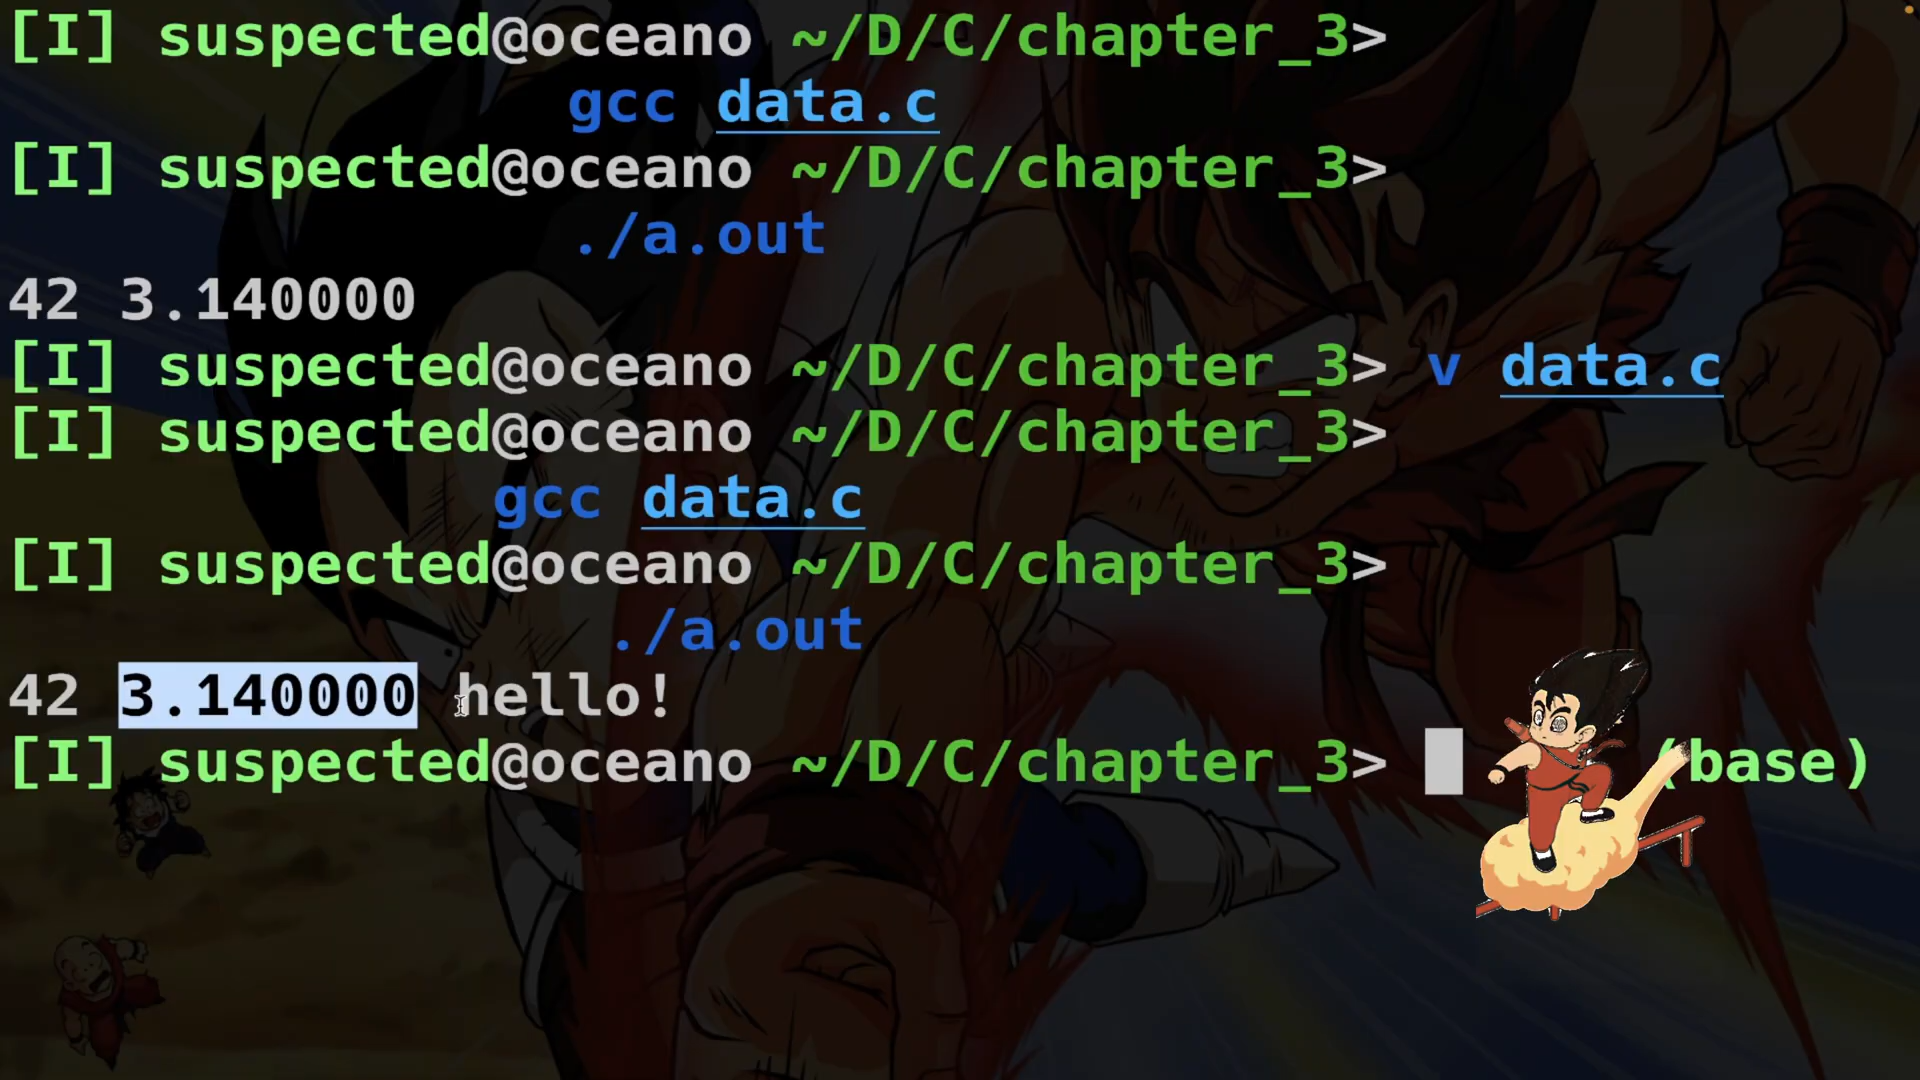 [I] suspected@oceano ~/D/C/chapter_3>
gcc data.c
[I] suspected@oceano ~/D/C/chapter_3>
./a.out
42 3.140000
[I] suspected@oceano ~/D/C/chapter_3> v data.c
[I] suspected@oceano ~/D/C/chapter_3>
gcc data.c
[I] suspected@oceano ~/D/C/chapter_3>
./a.out
42 3.140000 hello!
[I] suspected@oceano ~/D/C/chapter_3> (base)